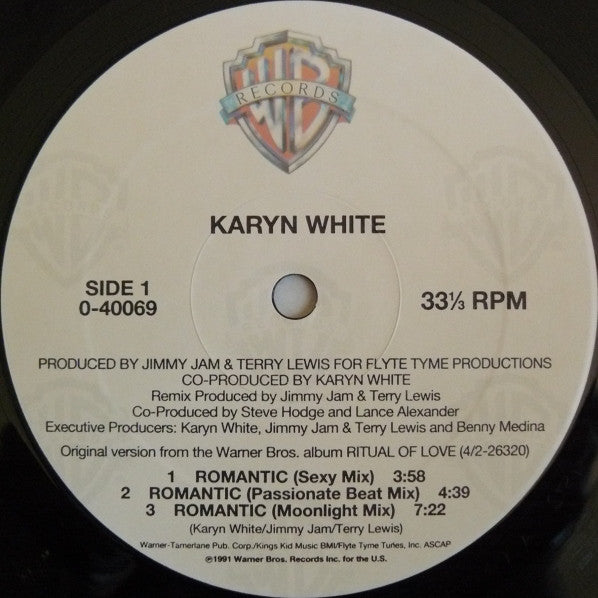 WB
RECORDS
KARYN WHITE
SIDE 1
0-40069
33⅓ RPM
PRODUCED BY JIMMY JAM & TERRY LEWIS FOR FLYTE TYME PRODUCTIONS
CO-PRODUCED BY KARYN WHITE
Remix Produced by Jimmy Jam & Terry Lewis
Co-Produced by Steve Hodge and Lance Alexander
Executive Producers: Karyn White, Jimmy Jam & Terry Lewis and Benny Medina
Original version from the Warner Bros. album RITUAL OF LOVE (4/2-26320)
1 ROMANTIC (Sexy Mix) 3:58
2 ROMANTIC (Passionate Beat Mix) 4:39
3 ROMANTIC (Moonlight Mix) 7:22
(Karyn White/Jimmy Jam/Terry Lewis)
Warner-Tamerlane Pub. Corp./Kings Kid Music BMI/Flyte Tyme Tunes, Inc. ASCAP
℗1991 Warner Bros. Records Inc. for the U.S.